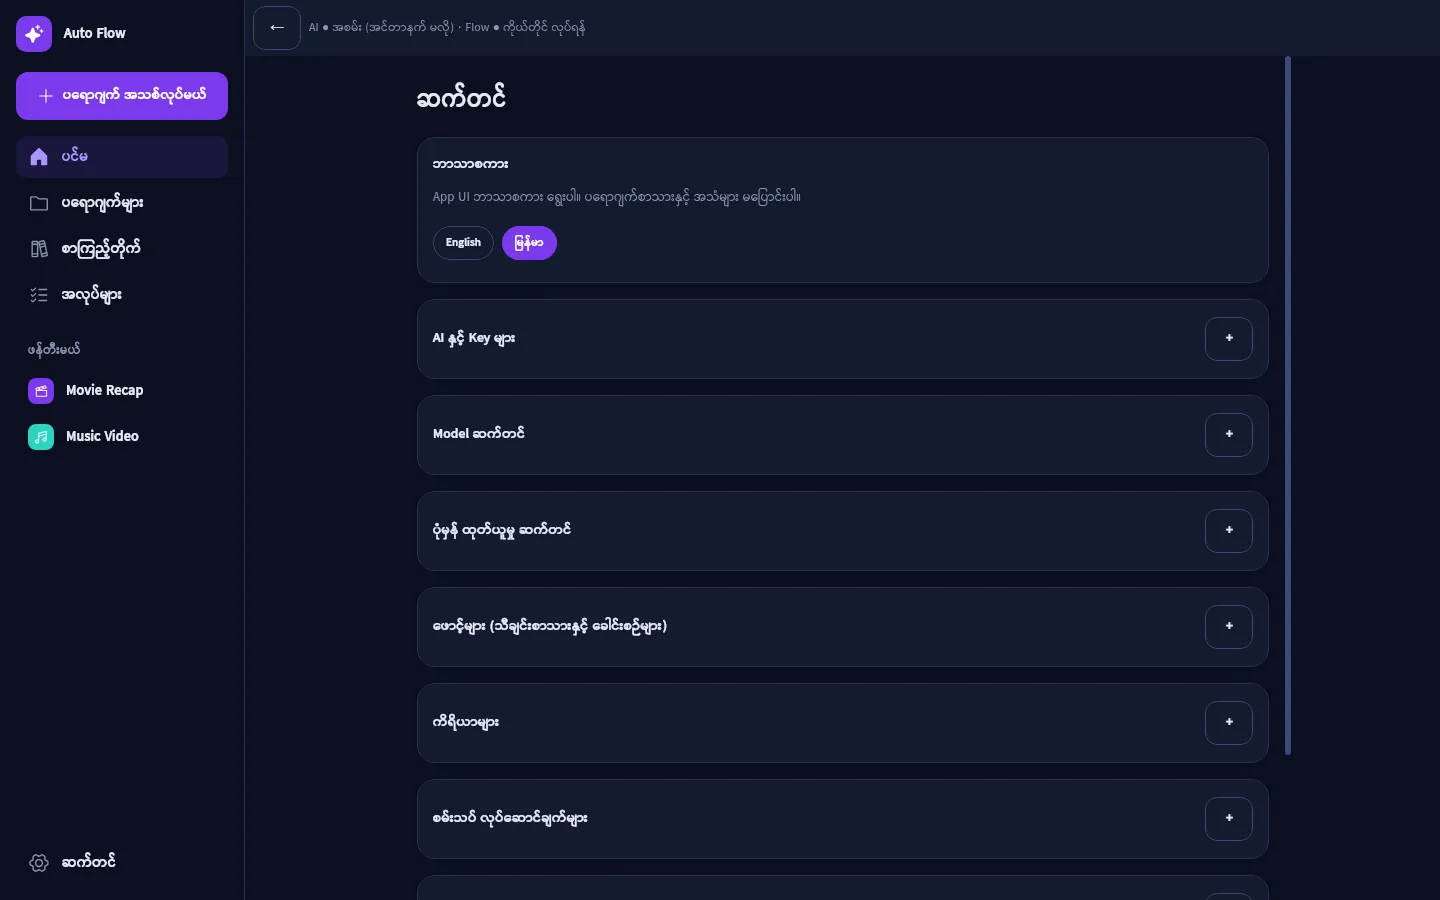 Auto Flow
ပရောဂျက် အသစ်လုပ်မယ်
ပင်မ
ပရောဂျက်များ
စာကြည့်တိုက်
အလုပ်များ
ဖန်တီးမယ်
Movie Recap
Music Video
ဆက်တင်
← AI ● အစမ်း (အင်တာနက် မလို) · Flow ● ကိုယ်တိုင် လုပ်ရန်
ဆက်တင်
ဘာသာစကား
App UI ဘာသာစကား ရွေးပါ။ ပရောဂျက်စာသားနှင့် အသံများ မပြောင်းပါ။
English မြန်မာ
AI နှင့် Key များ +
Model ဆက်တင် +
ပုံမှန် ထုတ်ယူမှု ဆက်တင် +
ဖောင့်များ (သီချင်းစာသားနှင့် ခေါင်းစဉ်များ) +
ကိရိယာများ +
စမ်းသပ် လုပ်ဆောင်ချက်များ +